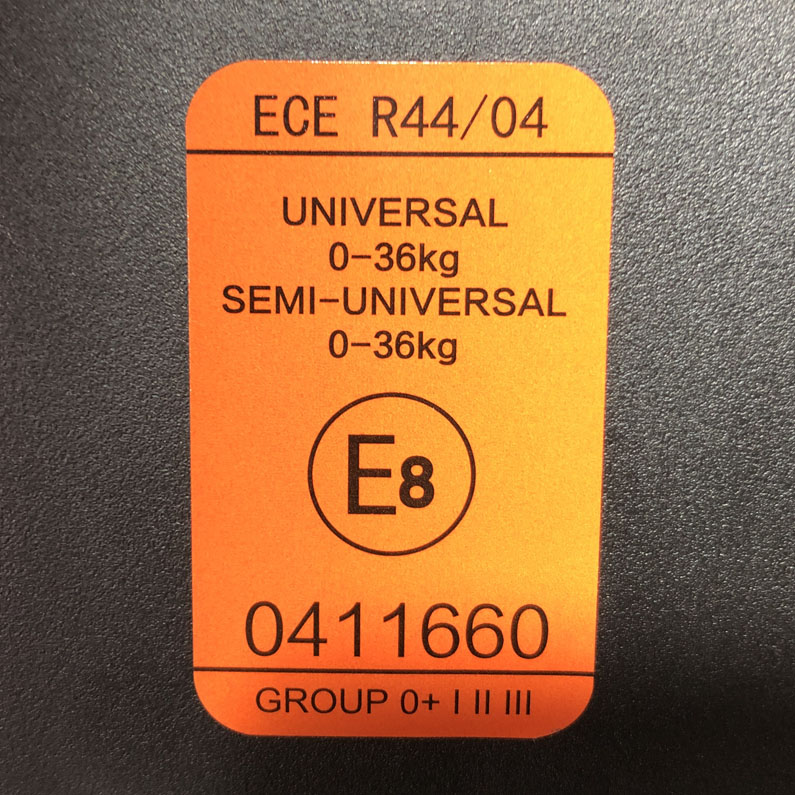 ECE R44/04
UNIVERSAL
0-36kg
SEMI-UNIVERSAL
0-36kg
E8
0411660
GROUP 0+ I II III